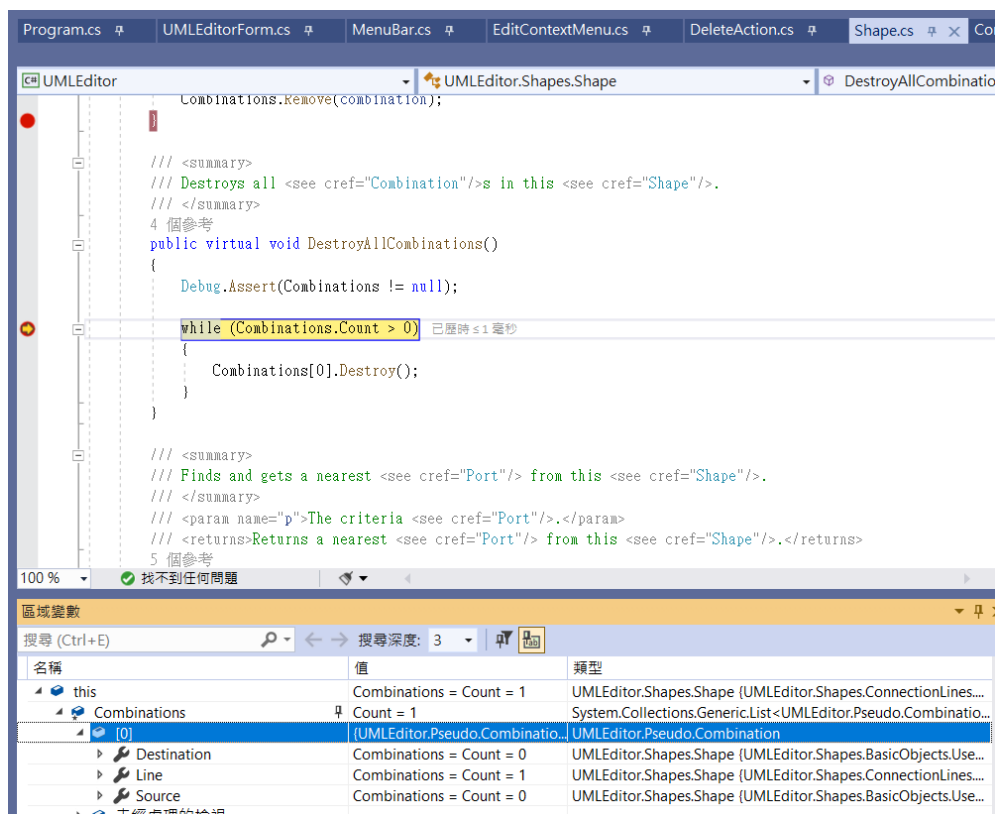 Program.cs UMLEditorForm.cs MenuBar.cs EditContextMenu.cs DeleteAction.cs Shape.cs Co
C# UMLEditor UMLEditor.Shapes.Shape DestroyAllCombinatio
Combinations.Remove(combination);
}
/// <summary>
/// Destroys all <see cref="Combination"/>s in this <see cref="Shape"/>.
/// </summary>
4 個參考
public virtual void DestroyAllCombinations()
{
Debug.Assert(Combinations != null);
while (Combinations.Count > 0) 已歷時 ≤ 1 毫秒
{
Combinations[0].Destroy();
}
}
/// <summary>
/// Finds and gets a nearest <see cref="Port"/> from this <see cref="Shape"/>.
/// </summary>
/// <param name="p">The criteria <see cref="Port"/>.</param>
/// <returns>Returns a nearest <see cref="Port"/> from this <see cref="Shape"/>.</returns>
5 個參考
100 % 找不到任何問題
區域變數
搜尋 (Ctrl+E) 搜尋深度: 3
名稱 值 類型
this Combinations = Count = 1 UMLEditor.Shapes.Shape {UMLEditor.Shapes.ConnectionLines....
Combinations Count = 1 System.Collections.Generic.List<UMLEditor.Pseudo.Combinatio...
[0] {UMLEditor.Pseudo.Combinatio... UMLEditor.Pseudo.Combination
Destination Combinations = Count = 0 UMLEditor.Shapes.Shape {UMLEditor.Shapes.BasicObjects.Use...
Line Combinations = Count = 1 UMLEditor.Shapes.Shape {UMLEditor.Shapes.ConnectionLines....
Source Combinations = Count = 0 UMLEditor.Shapes.Shape {UMLEditor.Shapes.BasicObjects.Use...